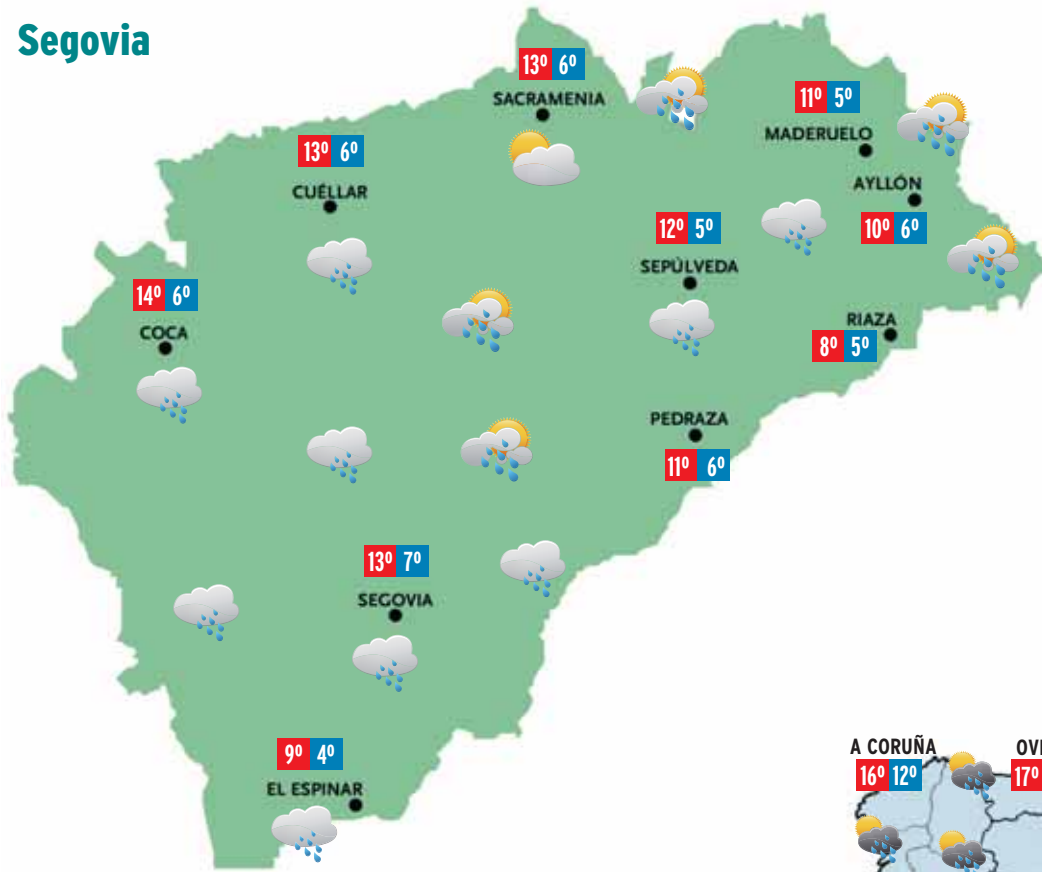 Segovia
13º 6º
SACRAMENIA
11º 5º
MADERUELO
13º 6º
CUÉLLAR
AYLLÓN
10º 6º
12º 5º
SEPÚLVEDA
14º 6º
COCA
RIAZA
8º 5º
PEDRAZA
11º 6º
13º 7º
SEGOVIA
9º 4º
EL ESPINAR
A CORUÑA
16º 12º
17º